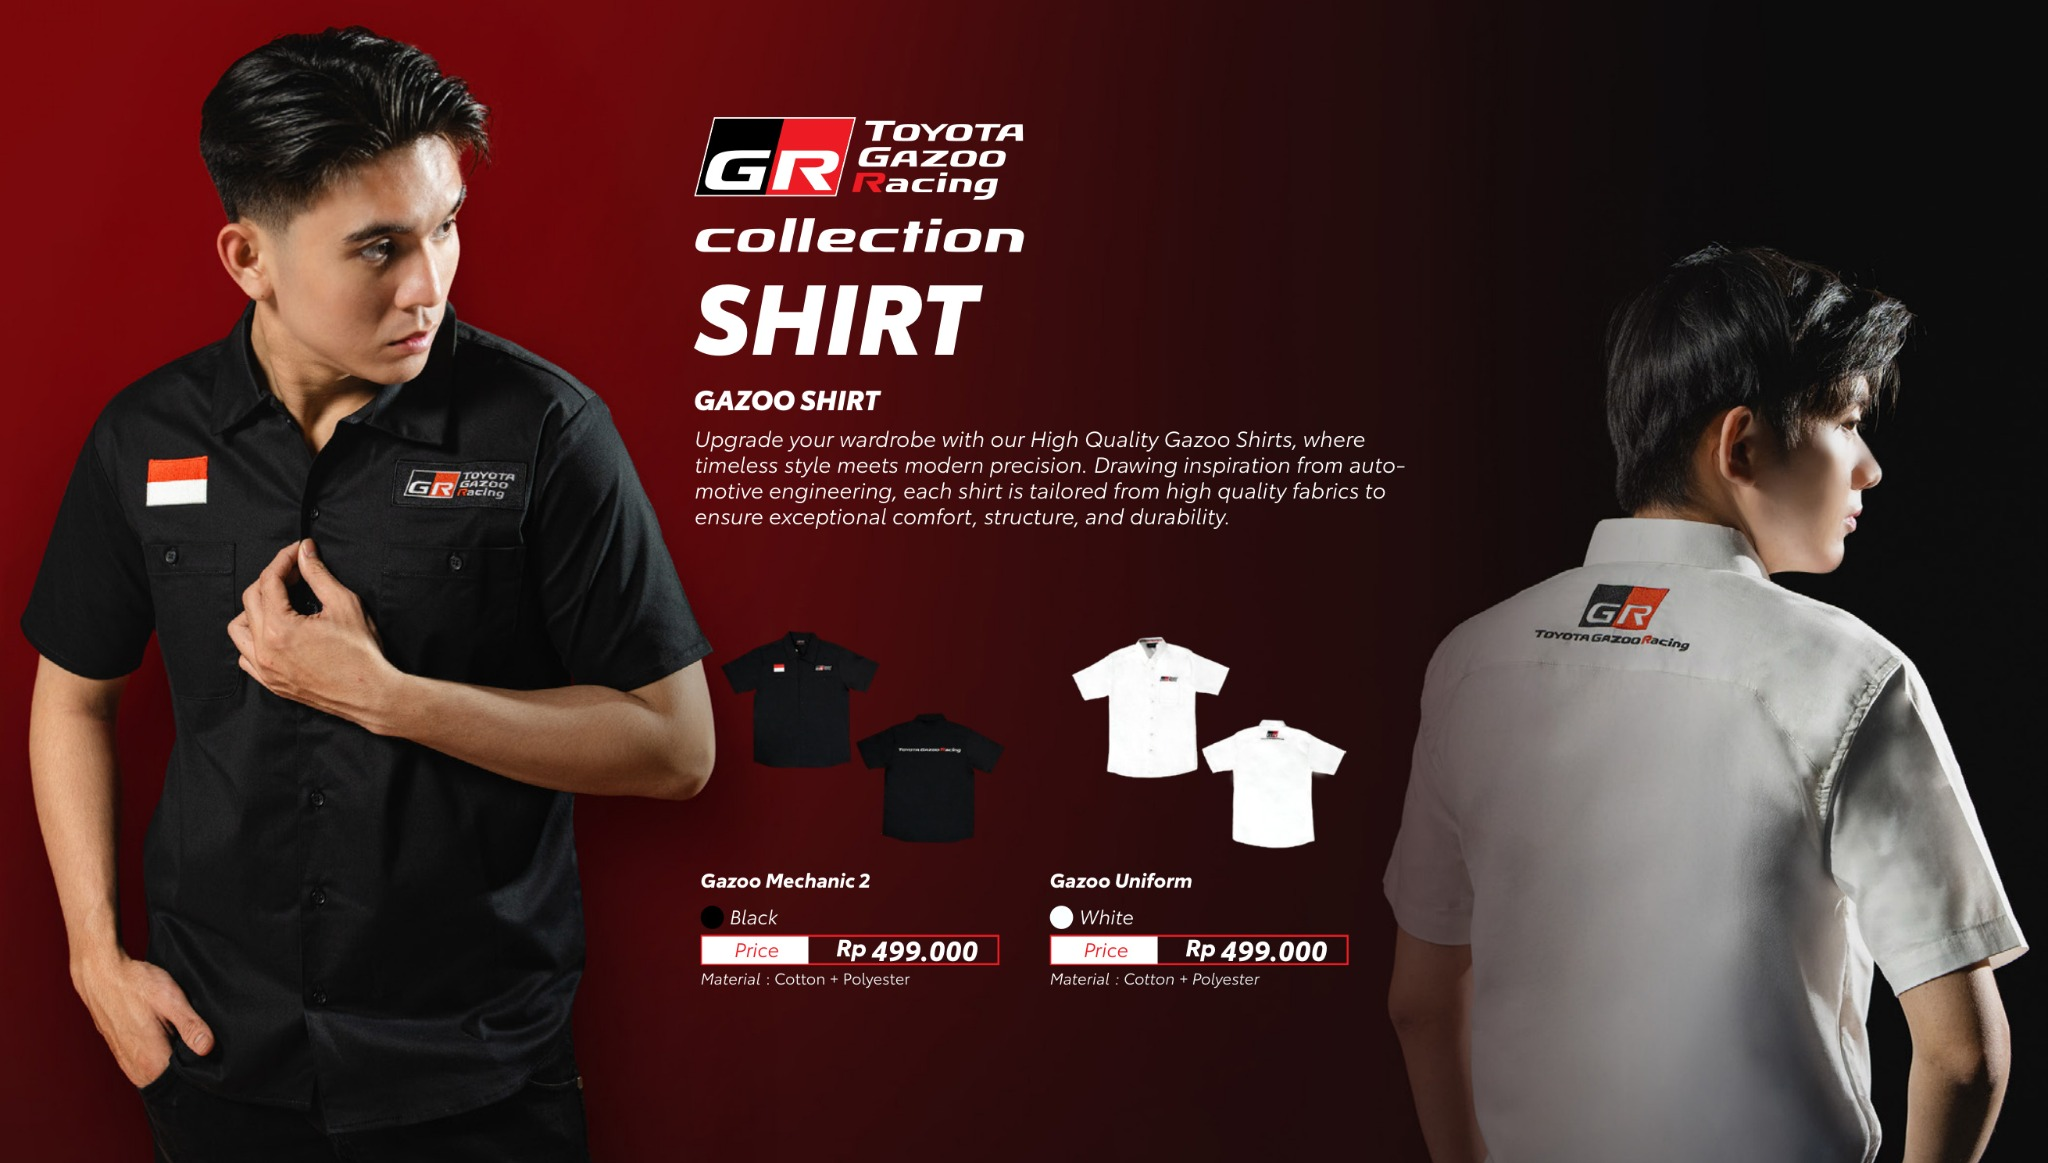 GR
TOYOTA
GAZOO
Racing
collection
SHIRT
GAZOO SHIRT
Upgrade your wardrobe with our High Quality Gazoo Shirts, where
timeless style meets modern precision. Drawing inspiration from auto-
motive engineering, each shirt is tailored from high quality fabrics to
ensure exceptional comfort, structure, and durability.
GR TOYOTA
GAZOO
Racing
GR
TOYOTA GAZOO Racing
TOYOTA GAZOO Racing
Gazoo Mechanic 2
Black
Price Rp 499.000
Material : Cotton + Polyester
Gazoo Uniform
White
Price Rp 499.000
Material : Cotton + Polyester